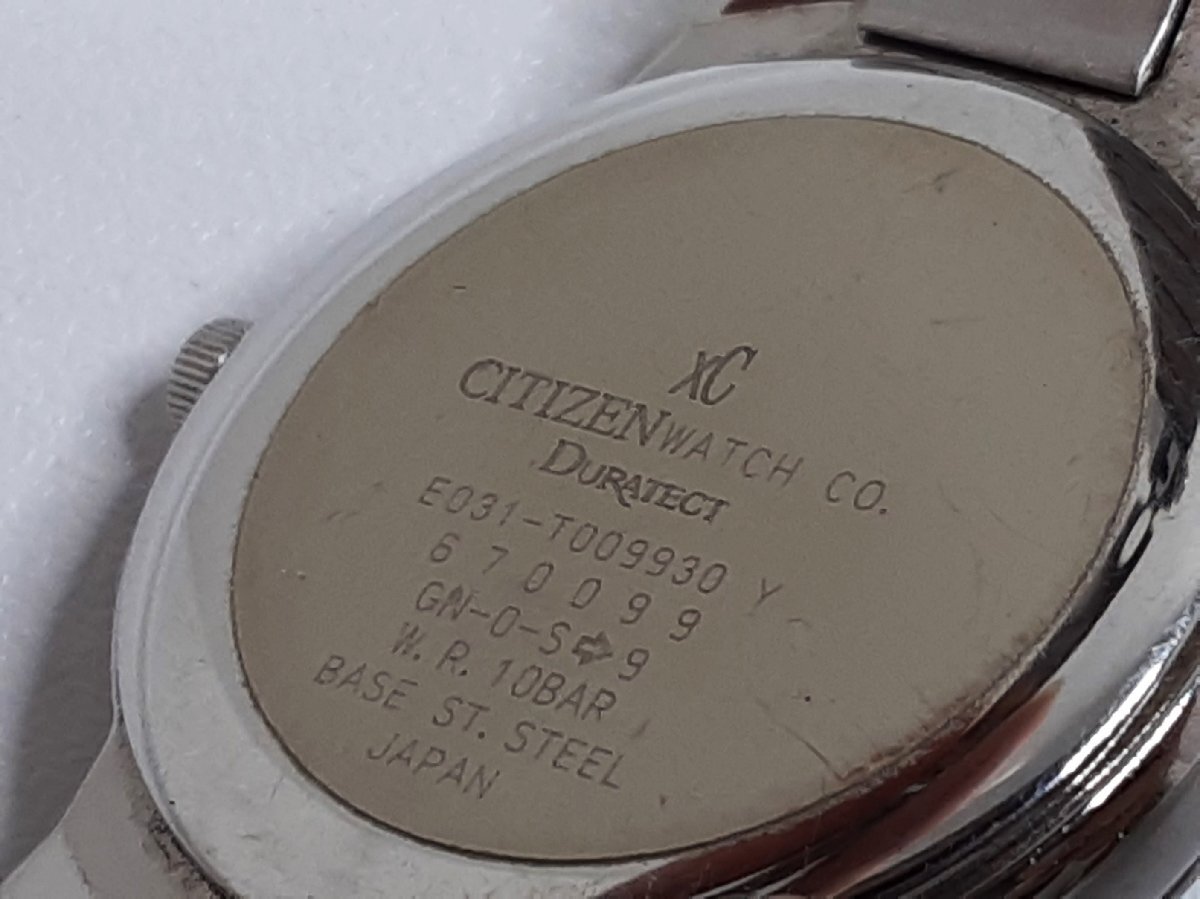 XC
CITIZEN WATCH CO.
DURATECT
E031-T009930 Y
670099
GN-0-S➾9
W. R. 10BAR
BASE ST. STEEL
JAPAN